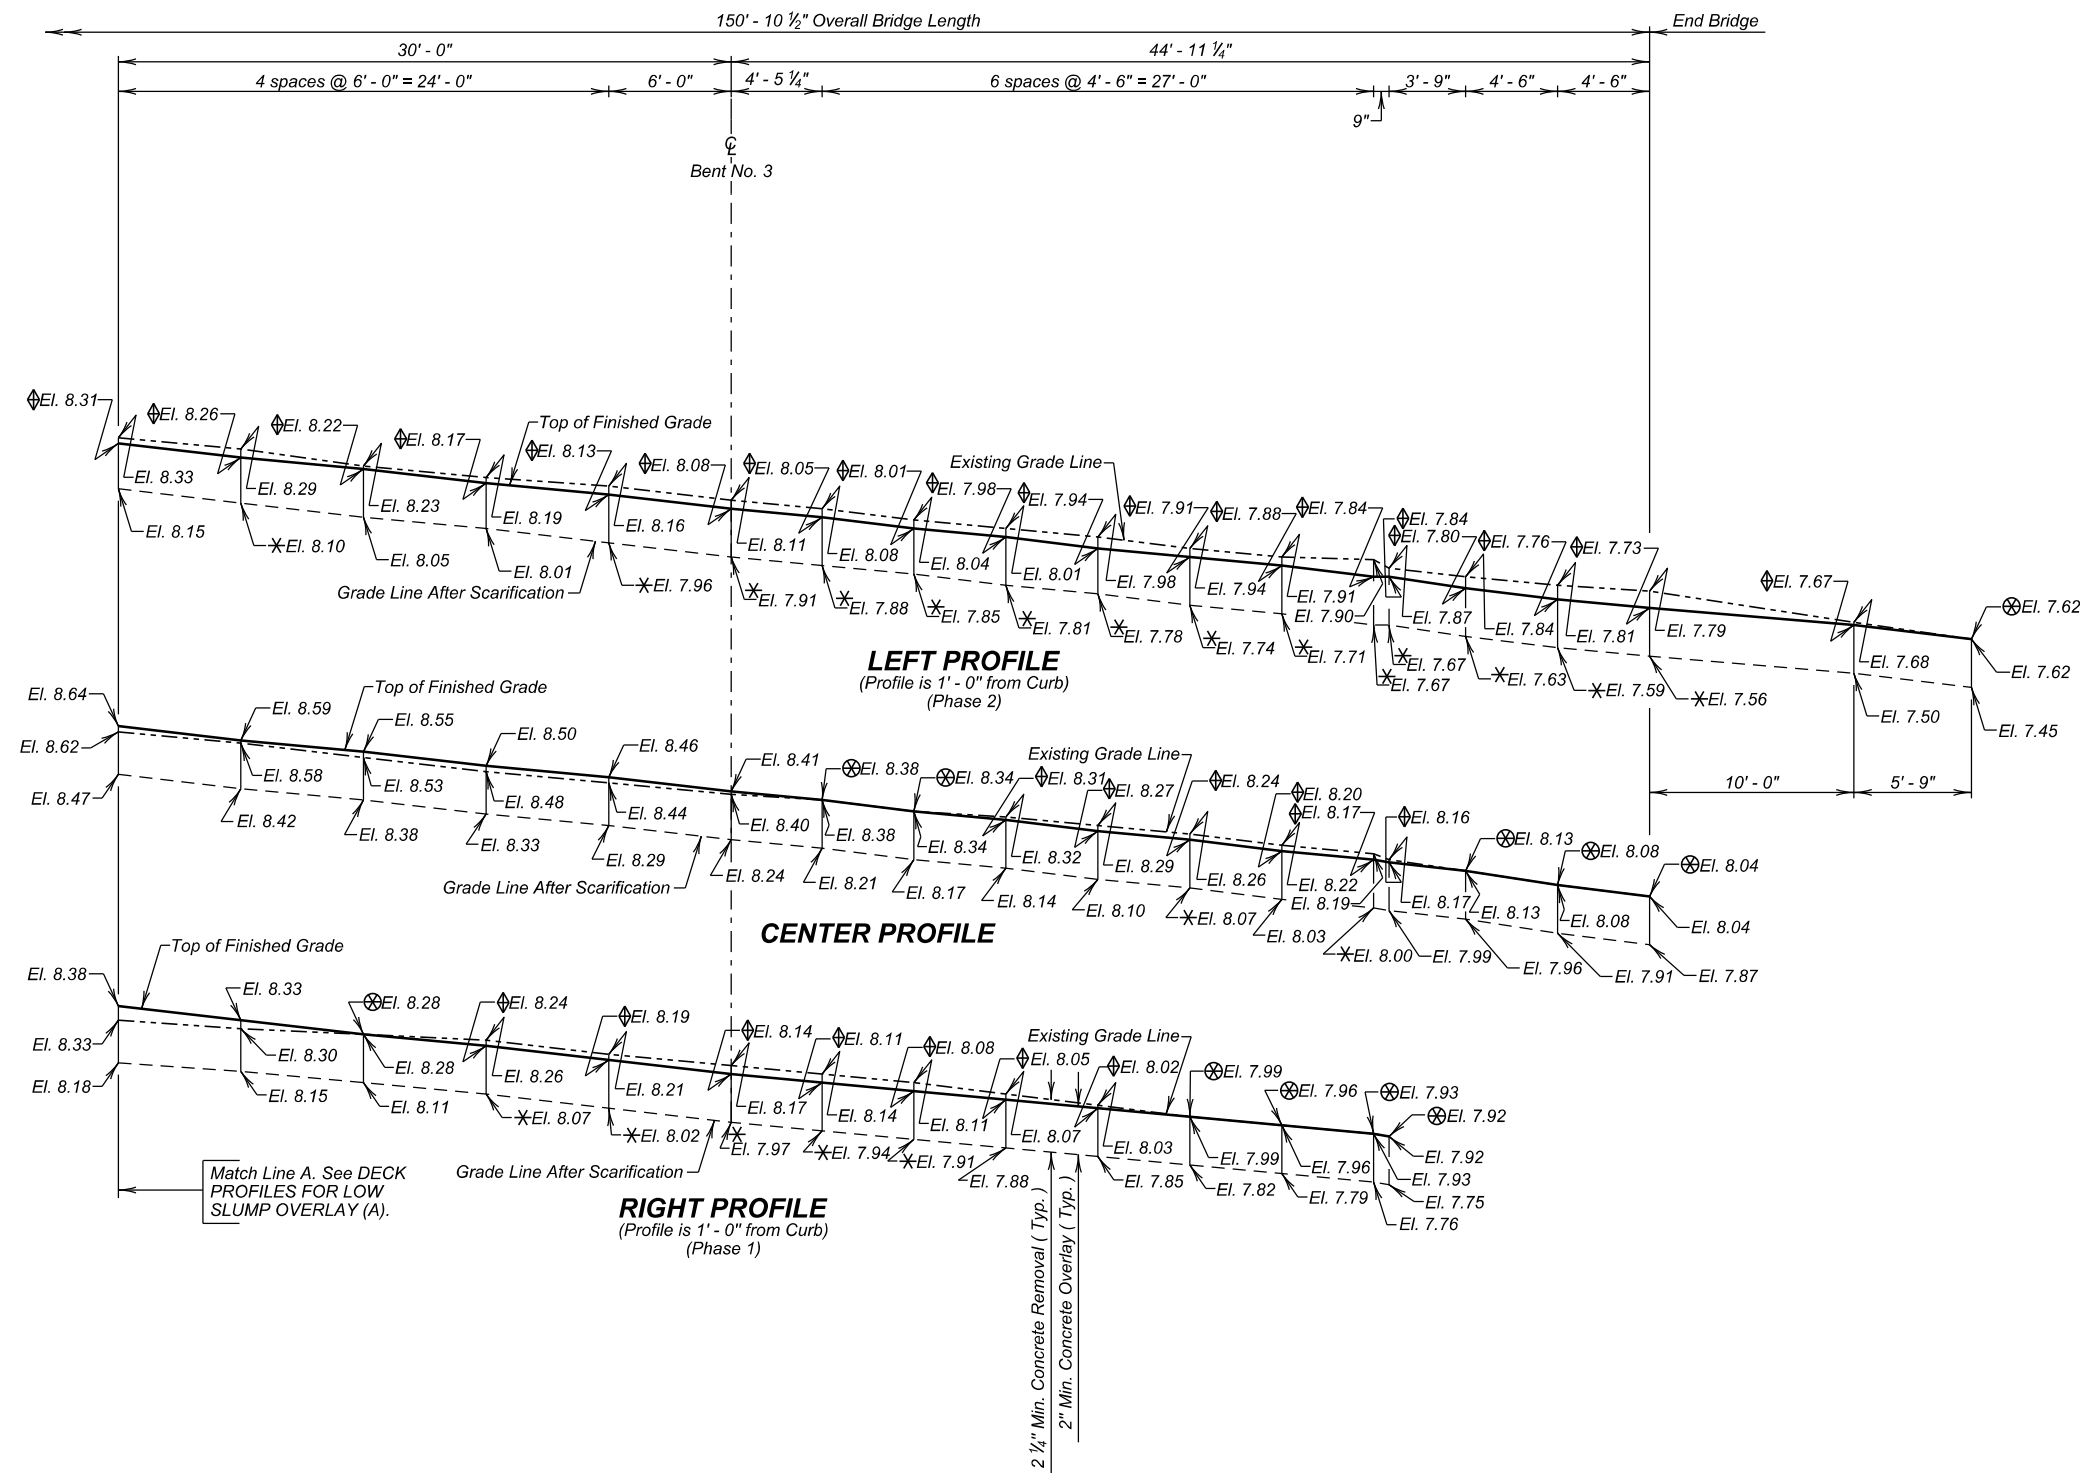 150' - 10 ½" Overall Bridge Length
End Bridge
30' - 0"
44' - 11 ¼"
4 spaces @ 6' - 0" = 24' - 0"
6' - 0"
4' - 5 ¼"
6 spaces @ 4' - 6" = 27' - 0"
3' - 9"
4' - 6"
4' - 6"
9"
℄
Bent No. 3
El. 8.31
El. 8.26
El. 8.22
El. 8.17
Top of Finished Grade
El. 8.13
El. 8.08
El. 8.05
El. 8.01
Existing Grade Line
El. 7.98
El. 7.94
El. 7.91
El. 7.88
El. 7.84
El. 7.84
El. 7.80
El. 7.76
El. 7.73
El. 7.67
El. 7.62
El. 8.33
El. 8.29
El. 8.23
El. 8.19
El. 8.16
El. 8.11
El. 8.08
El. 8.04
El. 8.01
El. 7.98
El. 7.94
El. 7.91
El. 7.90
El. 7.87
El. 7.84
El. 7.81
El. 7.79
El. 7.68
El. 7.62
El. 8.15
El. 8.10
El. 8.05
El. 8.01
Grade Line After Scarification
El. 7.96
El. 7.91
El. 7.88
El. 7.85
El. 7.81
El. 7.78
El. 7.74
El. 7.71
El. 7.67
El. 7.67
El. 7.63
El. 7.59
El. 7.56
El. 7.50
El. 7.45
LEFT PROFILE
(Profile is 1' - 0" from Curb)
(Phase 2)
10' - 0"
5' - 9"
El. 8.64
El. 8.59
Top of Finished Grade
El. 8.55
El. 8.50
El. 8.46
El. 8.41
El. 8.38
El. 8.34
Existing Grade Line
El. 8.31
El. 8.27
El. 8.24
El. 8.20
El. 8.17
El. 8.16
El. 8.13
El. 8.08
El. 8.04
El. 8.62
El. 8.58
El. 8.53
El. 8.48
El. 8.44
El. 8.40
El. 8.38
El. 8.34
El. 8.32
El. 8.29
El. 8.26
El. 8.22
El. 8.19
El. 8.17
El. 8.13
El. 8.08
El. 8.04
El. 8.47
El. 8.42
El. 8.38
El. 8.33
El. 8.29
Grade Line After Scarification
El. 8.24
El. 8.21
El. 8.17
El. 8.14
El. 8.10
El. 8.07
El. 8.03
El. 8.00
El. 7.99
El. 7.96
El. 7.91
El. 7.87
CENTER PROFILE
Top of Finished Grade
El. 8.38
El. 8.33
El. 8.28
El. 8.24
El. 8.19
El. 8.14
El. 8.11
El. 8.08
El. 8.05
Existing Grade Line
El. 8.02
El. 7.99
El. 7.96
El. 7.93
El. 7.92
El. 8.33
El. 8.30
El. 8.28
El. 8.26
El. 8.21
El. 8.17
El. 8.14
El. 8.11
El. 8.07
El. 8.03
El. 7.99
El. 7.96
El. 7.93
El. 7.92
El. 8.18
El. 8.15
El. 8.11
El. 8.07
El. 8.02
El. 7.97
El. 7.94
El. 7.91
El. 7.88
El. 7.85
El. 7.82
El. 7.79
El. 7.76
El. 7.75
Grade Line After Scarification
Match Line A. See DECK
PROFILES FOR LOW
SLUMP OVERLAY (A).
RIGHT PROFILE
(Profile is 1' - 0" from Curb)
(Phase 1)
2 ¼" Min. Concrete Removal ( Typ. )
2" Min. Concrete Overlay ( Typ. )